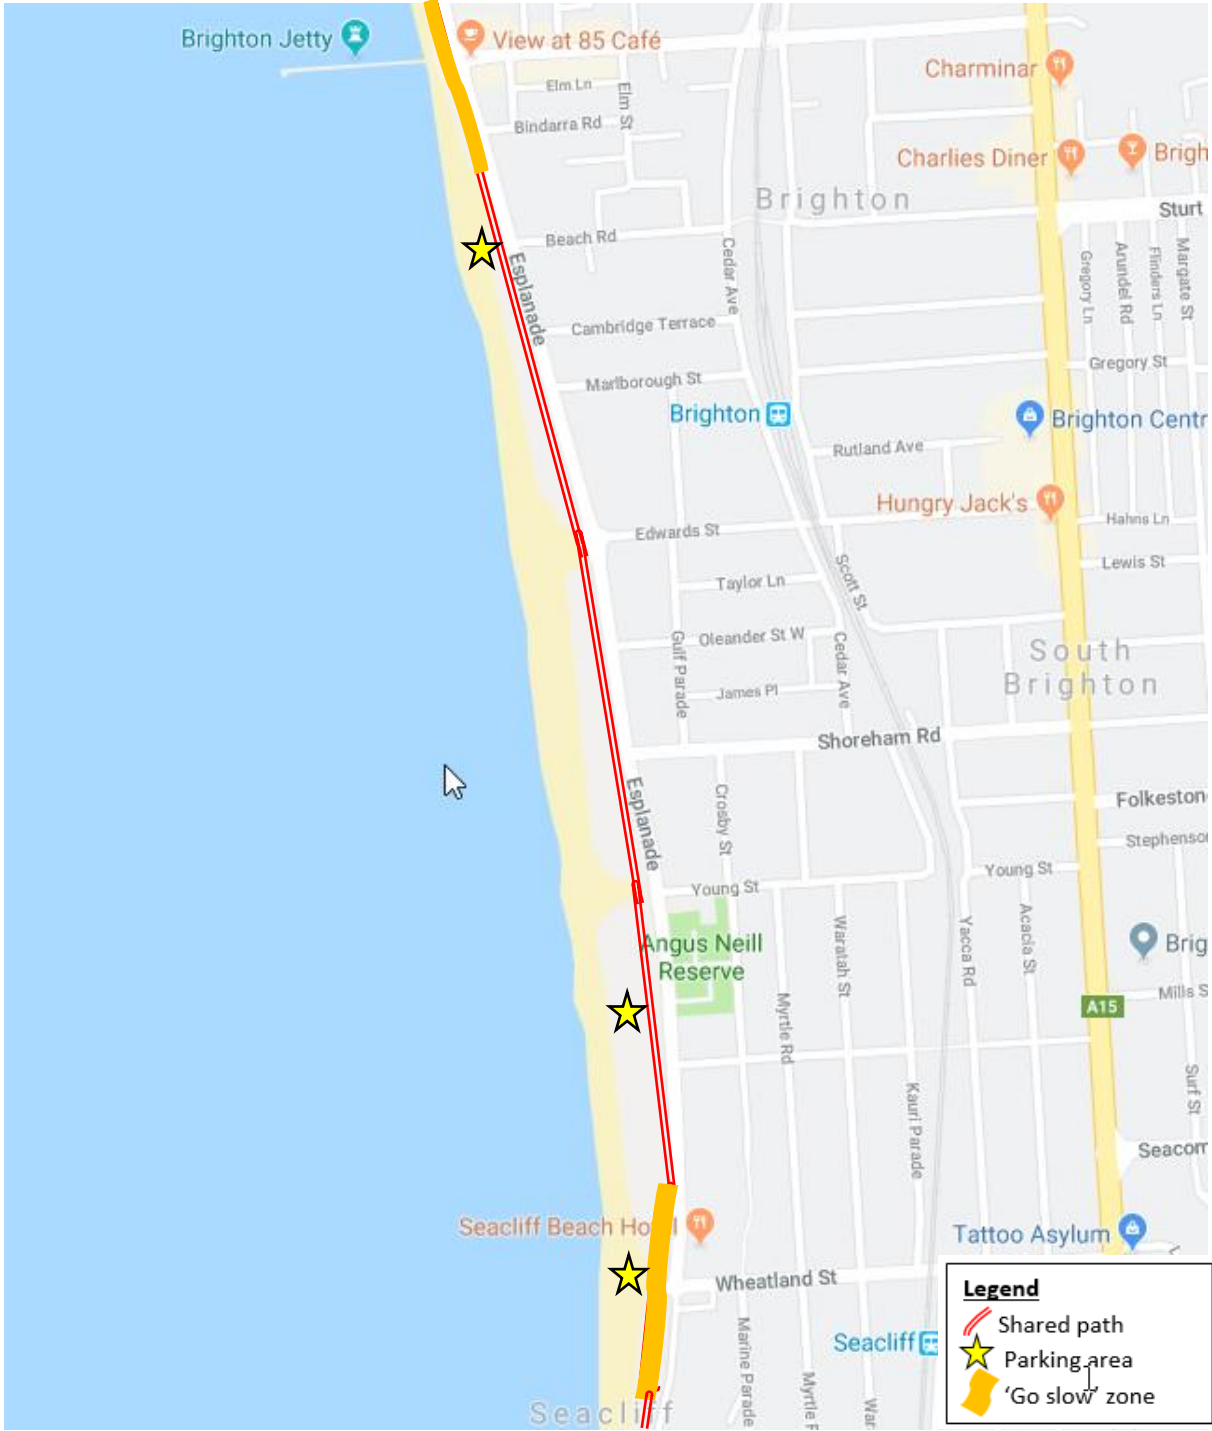 Brighton Jetty
View at 85 Café
Charminar
Elm Ln
Elm St
Bindarra Rd
Charlies Diner
Brigh
Brighton
Sturt
Beach Rd
Esplanade
Cedar Ave
Gregory Ln
Arundel Rd
Flinders Ln
Margate St
Cambridge Terrace
Gregory St
Marlborough St
Brighton
Brighton Centr
Rutland Ave
Hungry Jack's
Hahns Ln
Edwards St
Lewis St
Scott St
Taylor Ln
Gulf Parade
Oleander St W
Cedar Ave
South
Brighton
James Pl
Shoreham Rd
Esplanade
Crosby St
Folkeston
Stephenso
Young St
Young St
Angus Neill
Reserve
Waratah St
Yacca Rd
Acacia St
Brig
Mills S
A15
Myrtle Rd
Surf St
Kauri Parade
Seacom
Seacliff Beach Ho l
Tattoo Asylum
Wheatland St
Marine Parade
Myrtle F
War
Seacliff
Seacliff
Legend
Shared path
Parking area
'Go slow' zone